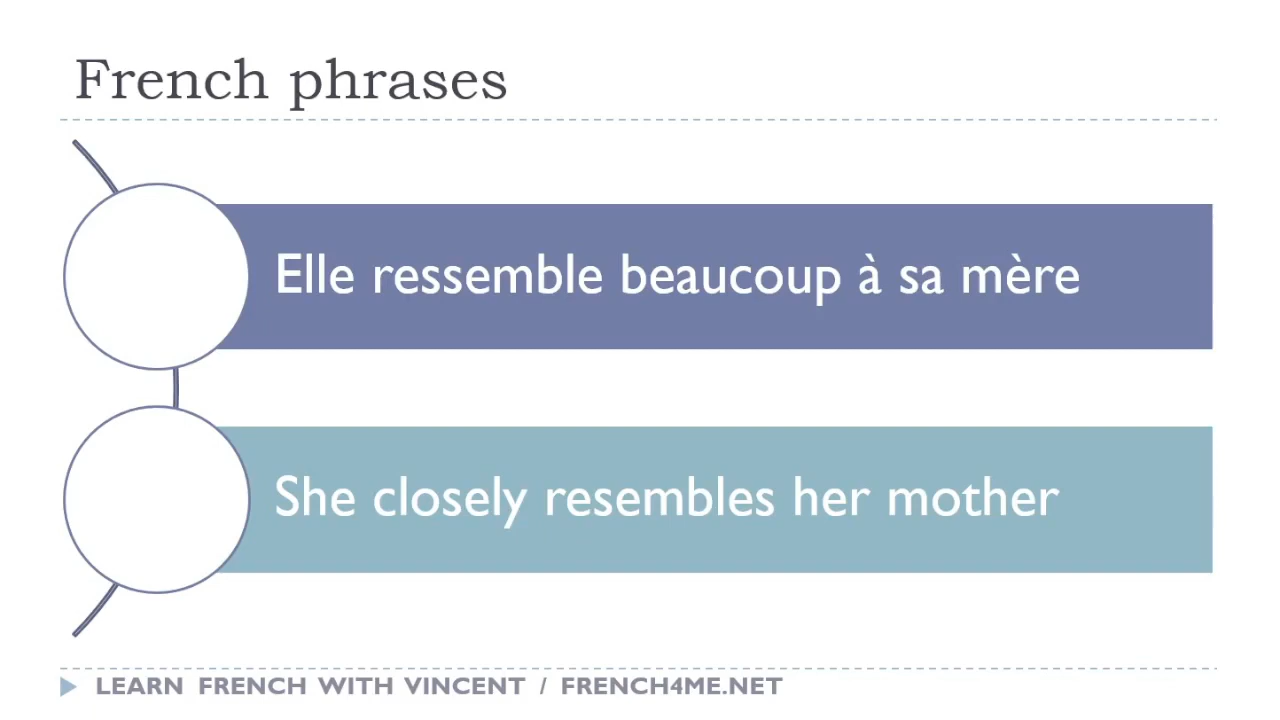 French phrases
Elle ressemble beaucoup à sa mère
She closely resembles her mother
LEARN FRENCH WITH VINCENT / FRENCH4ME.NET